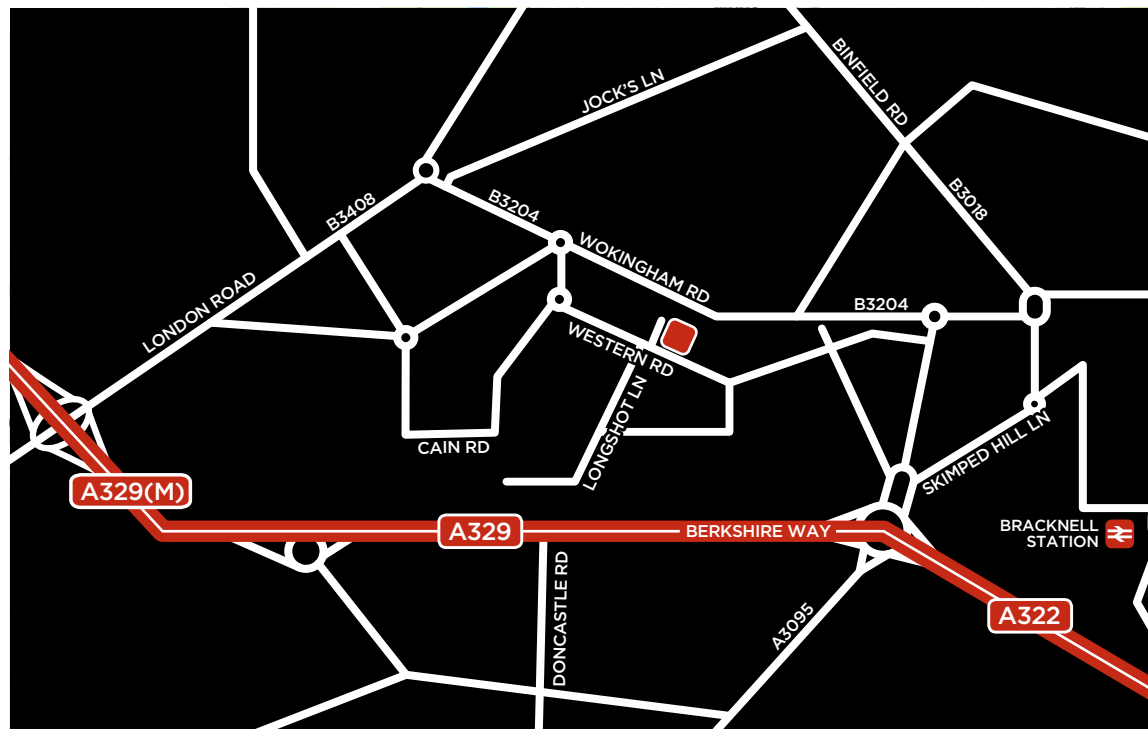 JOCK'S LN
BINFIELD RD
B3408
B3204
B3018
LONDON ROAD
WOKINGHAM RD
B3204
WESTERN RD
LONGSHOT LN
CAIN RD
SKIMPED HILL LN
A329(M)
A329
BERKSHIRE WAY
BRACKNELL
STATION
DONCASTLE RD
A3095
A322